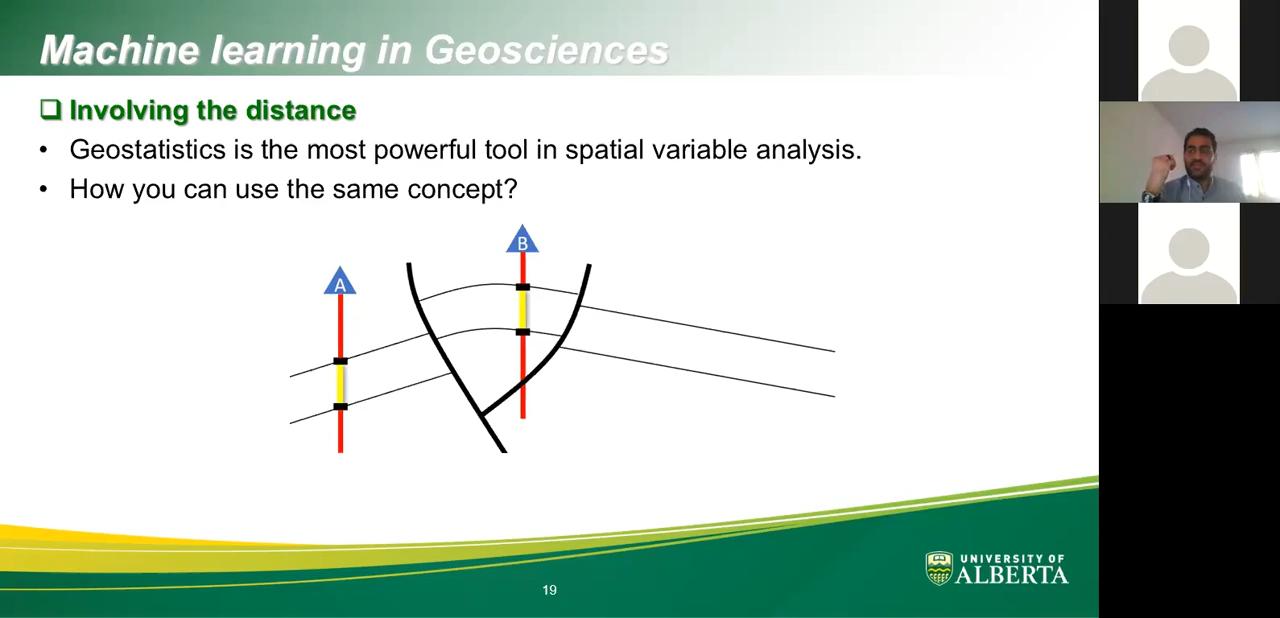 Machine learning in Geosciences
Involving the distance
• Geostatistics is the most powerful tool in spatial variable analysis.
• How you can use the same concept?
B
A
UNIVERSITY OF
ALBERTA
19